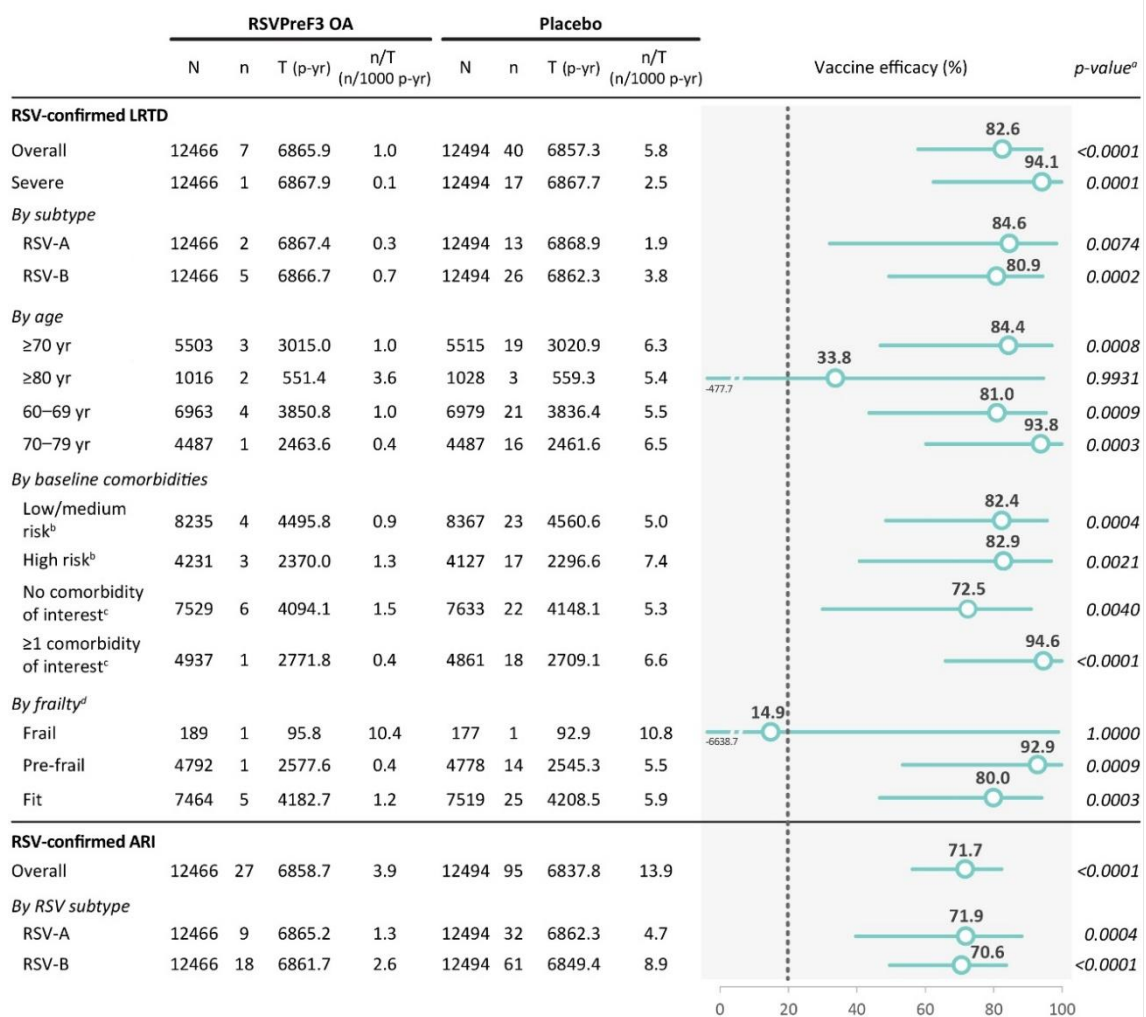 RSVPreF3 OA Placebo
N n T (p-yr) n/T (n/1000 p-yr) N n T (p-yr) n/T (n/1000 p-yr) Vaccine efficacy (%) p-valueᵃ
RSV-confirmed LRTD
Overall 12466 7 6865.9 1.0 12494 40 6857.3 5.8 82.6 <0.0001
Severe 12466 1 6867.9 0.1 12494 17 6867.7 2.5 94.1 0.0001
By subtype
RSV-A 12466 2 6867.4 0.3 12494 13 6868.9 1.9 84.6 0.0074
RSV-B 12466 5 6866.7 0.7 12494 26 6862.3 3.8 80.9 0.0002
By age
≥70 yr 5503 3 3015.0 1.0 5515 19 3020.9 6.3 84.4 0.0008
≥80 yr 1016 2 551.4 3.6 1028 3 559.3 5.4 -477.7 33.8 0.9931
60–69 yr 6963 4 3850.8 1.0 6979 21 3836.4 5.5 81.0 0.0009
70–79 yr 4487 1 2463.6 0.4 4487 16 2461.6 6.5 93.8 0.0003
By baseline comorbidities
Low/medium
riskᵇ 8235 4 4495.8 0.9 8367 23 4560.6 5.0 82.4 0.0004
High riskᵇ 4231 3 2370.0 1.3 4127 17 2296.6 7.4 82.9 0.0021
No comorbidity
of interestᶜ 7529 6 4094.1 1.5 7633 22 4148.1 5.3 72.5 0.0040
≥1 comorbidity
of interestᶜ 4937 1 2771.8 0.4 4861 18 2709.1 6.6 94.6 <0.0001
By frailtyᵈ
Frail 189 1 95.8 10.4 177 1 92.9 10.8 -6638.7 14.9 1.0000
Pre-frail 4792 1 2577.6 0.4 4778 14 2545.3 5.5 92.9 0.0009
Fit 7464 5 4182.7 1.2 7519 25 4208.5 5.9 80.0 0.0003
RSV-confirmed ARI
Overall 12466 27 6858.7 3.9 12494 95 6837.8 13.9 71.7 <0.0001
By RSV subtype
RSV-A 12466 9 6865.2 1.3 12494 32 6862.3 4.7 71.9 0.0004
RSV-B 12466 18 6861.7 2.6 12494 61 6849.4 8.9 70.6 <0.0001
0 20 40 60 80 100